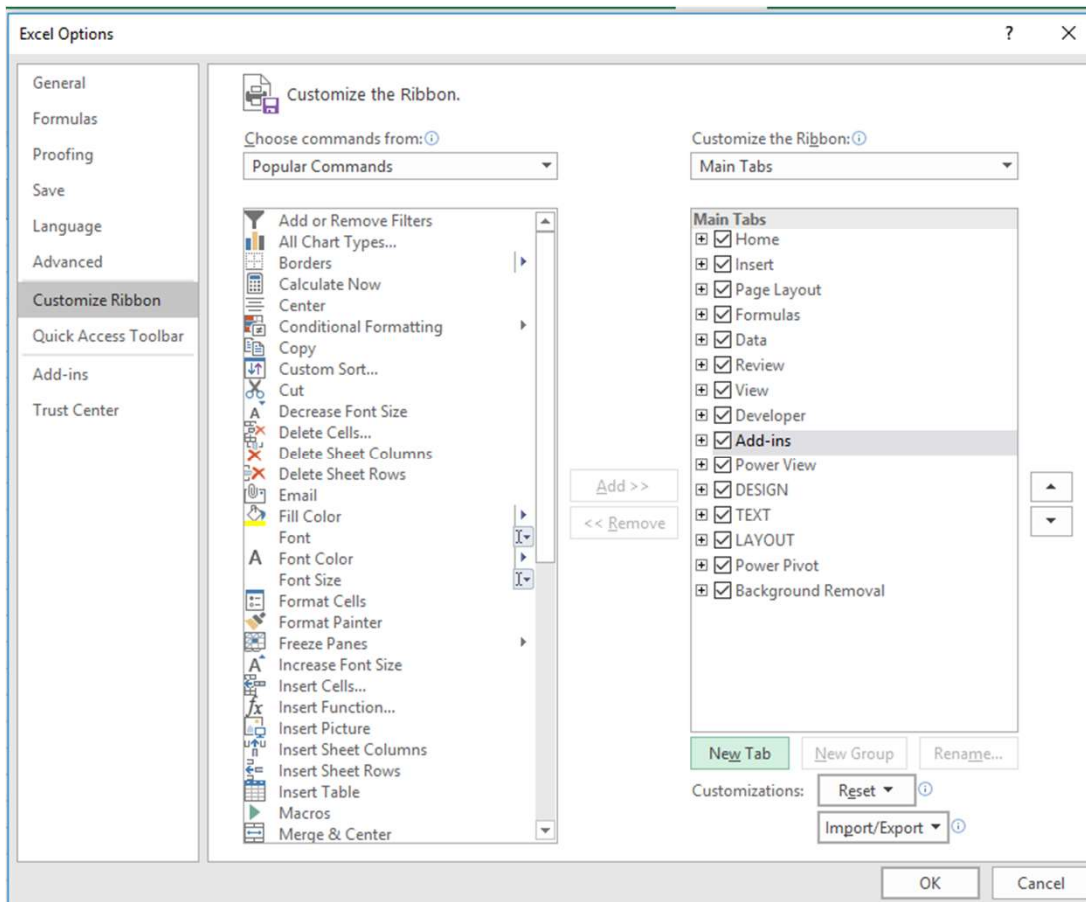 Excel Options
?
General
Formulas
Proofing
Save
Language
Advanced
Customize Ribbon
Quick Access Toolbar
Add-ins
Trust Center
Customize the Ribbon.
Choose commands from:
Popular Commands
Add or Remove Filters
All Chart Types...
Borders
Calculate Now
Center
Conditional Formatting
Copy
Custom Sort...
Cut
Decrease Font Size
Delete Cells...
Delete Sheet Columns
Delete Sheet Rows
Email
Fill Color
Font
Font Color
Font Size
Format Cells
Format Painter
Freeze Panes
Increase Font Size
Insert Cells...
Insert Function...
Insert Picture
Insert Sheet Columns
Insert Sheet Rows
Insert Table
Macros
Merge & Center
Add >>
<< Remove
Customize the Ribbon:
Main Tabs
Main Tabs
Home
Insert
Page Layout
Formulas
Data
Review
View
Developer
Add-ins
Power View
DESIGN
TEXT
LAYOUT
Power Pivot
Background Removal
New Tab
New Group
Rename...
Customizations:
Reset
Import/Export
OK
Cancel